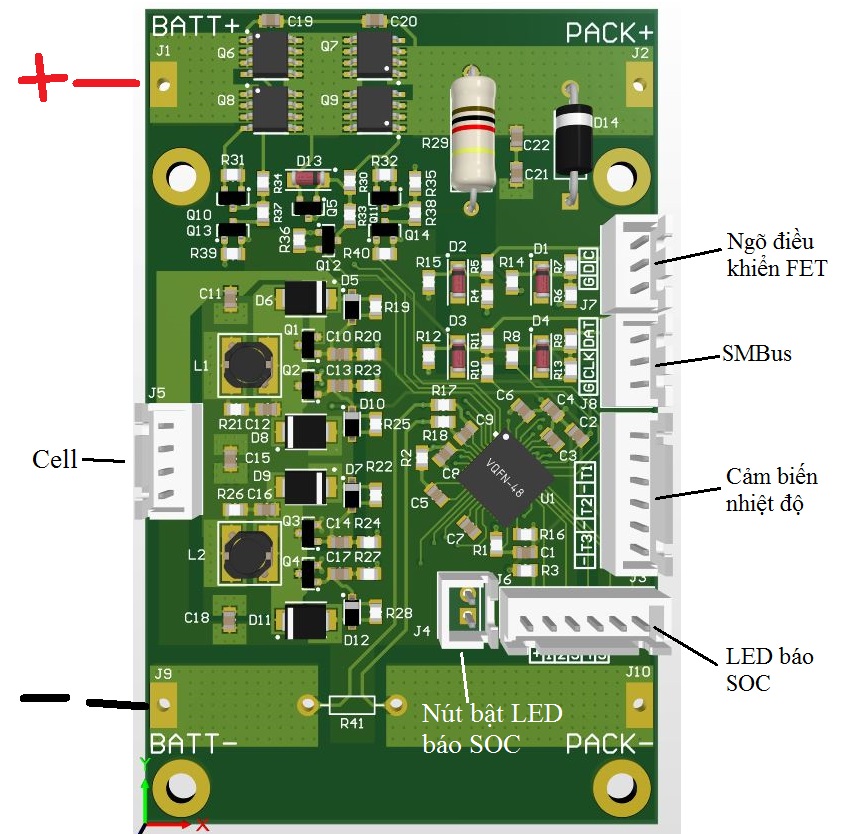 BATT+
C19
C20
PACK+
J1
Q6
Q7
J2
+
Q8
Q9
R29
D14
C22
C21
R31
D13
R32
R34
R30
R35
Q10
R37
Q5
R33
Q11
R38
Q13
R36
Q14
R39
Q12
R40
Ngõ điều
khiển FET
D2
D1
R15
R5
R14
R7
G D C
R4
R6
J7
C11
D6
D5
R19
Q1
C10 R20
R12
D3
R11
R8
D4
R9
DAT
CLK
G
SMBus
L1
Q2
C13 R23
R10
R13
J8
J5
R21 C12
D10
R25
R17
R18
C9
C6
C4
C2
C3
D8
Cell
C15
D9
D7
R22
R2
C8
VQFN-48
U1
-T1
-T2
-T3
Cảm biến
nhiệt độ
R26 C16
C5
Q3
C14 R24
C7
R16
R1
C1
L2
Q4
C17 R27
R3
J6
J3
C18
D11
D12
R28
J4
+ 1 2 3 4 5
LED báo
SOC
J9
J10
−
R41
Nút bật LED
báo SOC
BATT-
PACK-
Y
X